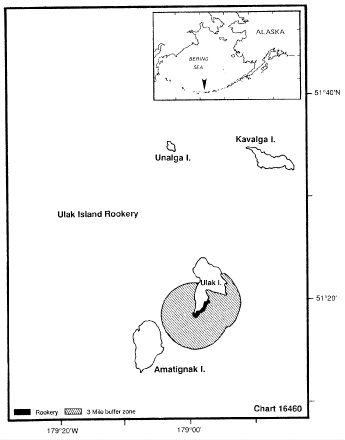 ALASKA
BERING
SEA
51°40'N
Kavalga I.
Unalga I.
Ulak Island Rookery
Ulak I.
51°20'
Amatignak I.
Rookery
3 Mile buffer zone
Chart 16460
179°20'W
179°00'